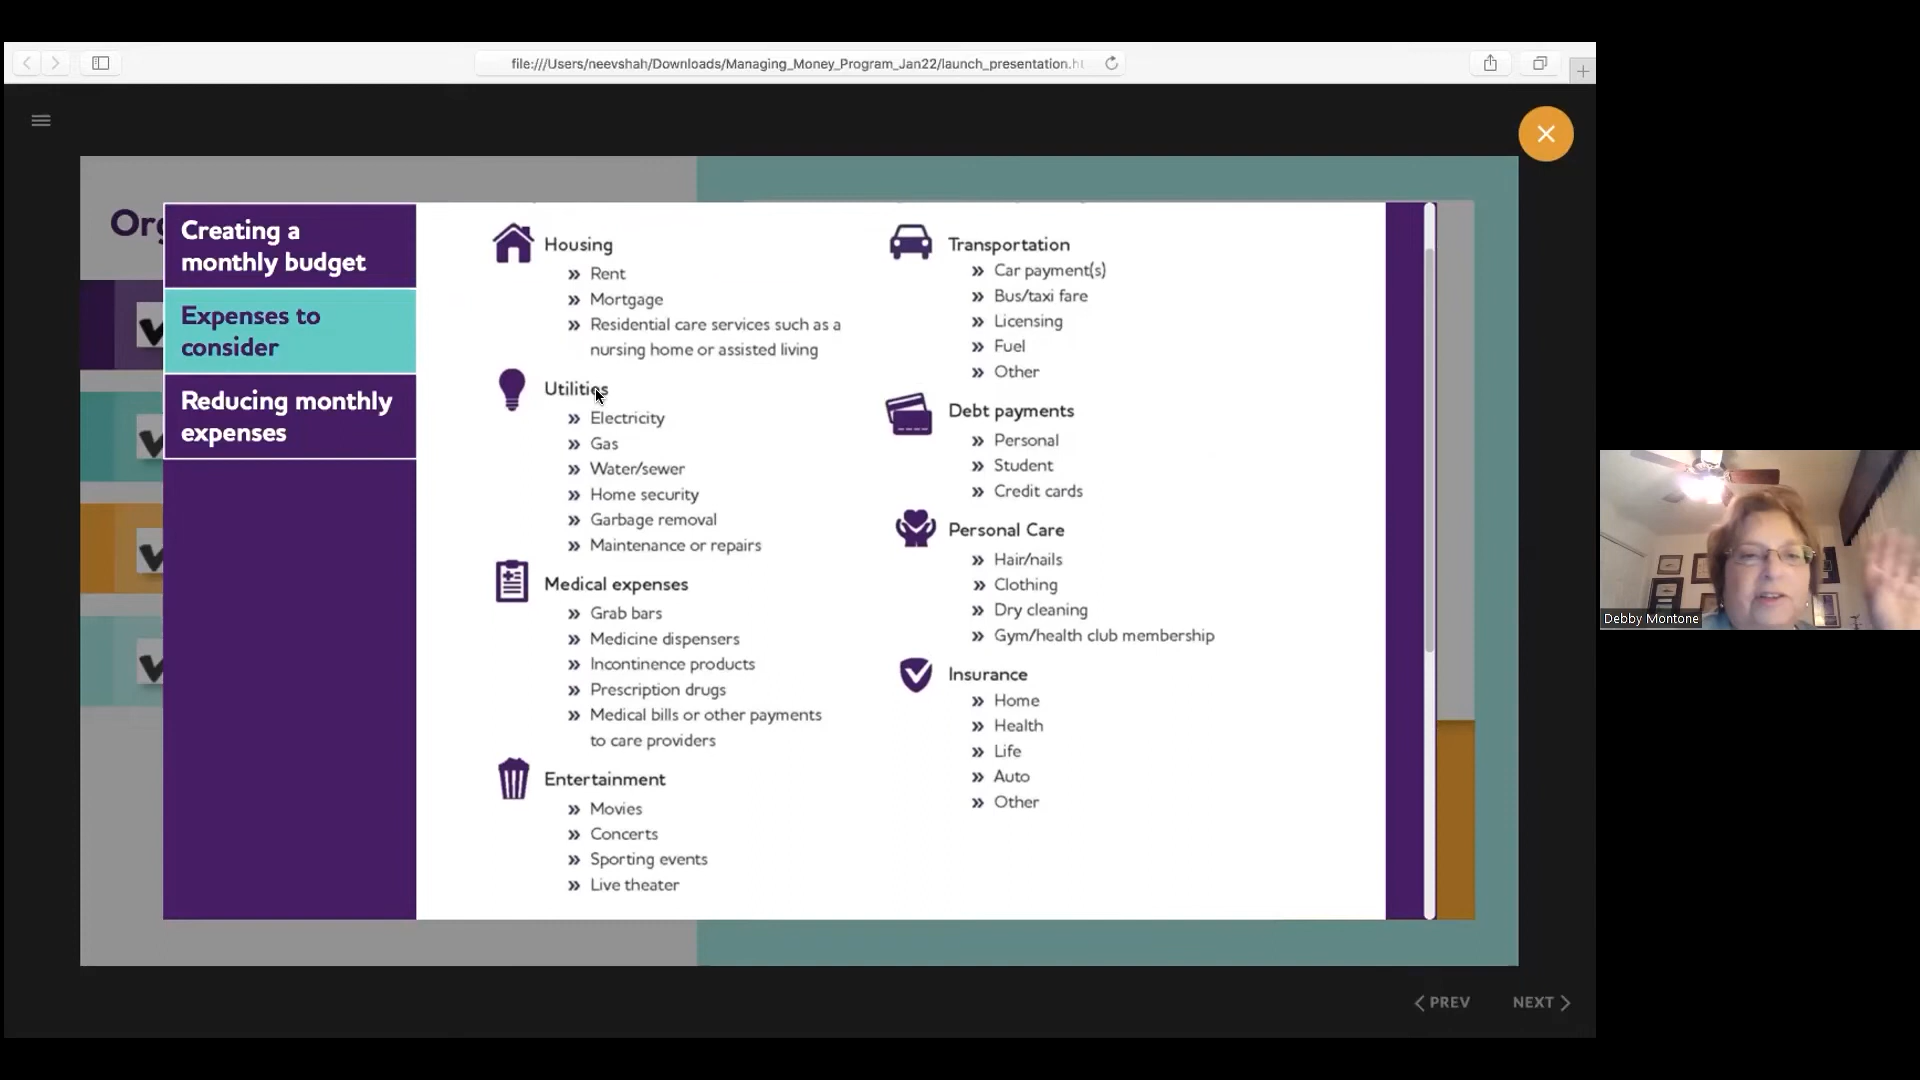 file:///Users/neevshah/Downloads/Managing_Money_Program_Jan22/launch_presentation.ht
Org
Creating a
monthly budget
Expenses to
consider
Reducing monthly
expenses
Housing
» Rent
» Mortgage
» Residential care services such as a
nursing home or assisted living
Utilities
» Electricity
» Gas
» Water/sewer
» Home security
» Garbage removal
» Maintenance or repairs
Medical expenses
» Grab bars
» Medicine dispensers
» Incontinence products
» Prescription drugs
» Medical bills or other payments
to care providers
Entertainment
» Movies
» Concerts
» Sporting events
» Live theater
Transportation
» Car payment(s)
» Bus/taxi fare
» Licensing
» Fuel
» Other
Debt payments
» Personal
» Student
» Credit cards
Personal Care
» Hair/nails
» Clothing
» Dry cleaning
» Gym/health club membership
Insurance
» Home
» Health
» Life
» Auto
» Other
PREV
NEXT
Debby Montone